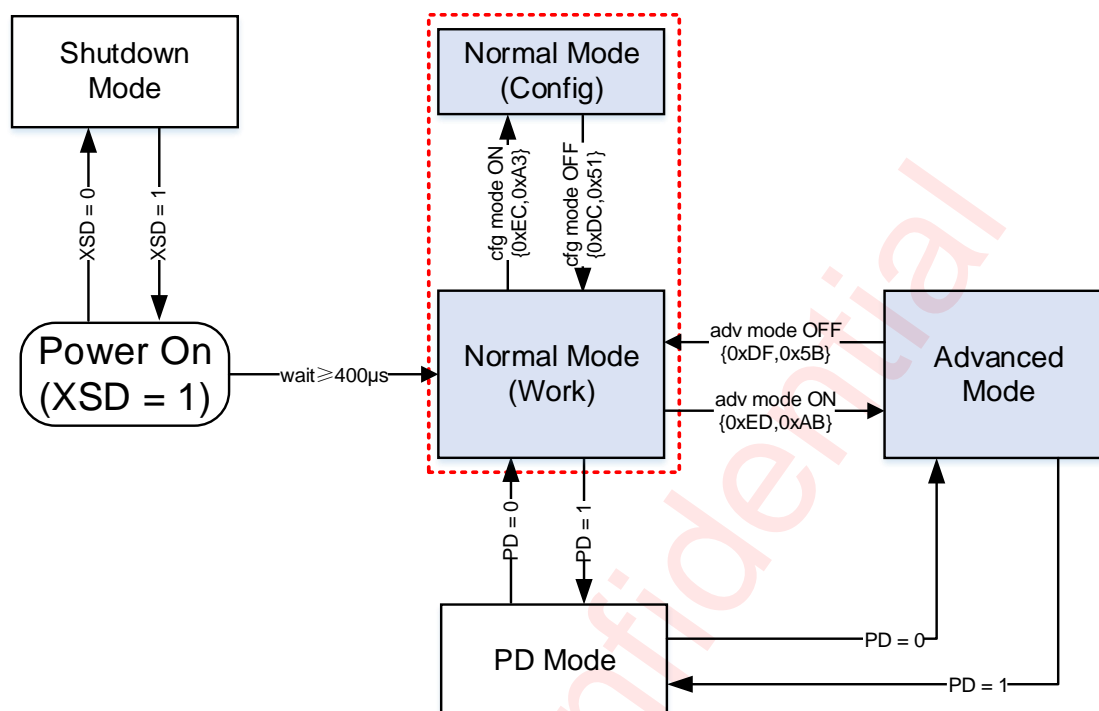 Shutdown
Mode
Normal Mode
(Config)
XSD = 0
XSD = 1
cfg mode ON
{0xEC,0xA3}
cfg mode OFF
{0xDC,0x51}
Power On
(XSD = 1)
wait≥400µs
Normal Mode
(Work)
adv mode OFF
{0xDF,0x5B}
adv mode ON
{0xED,0xAB}
Advanced
Mode
PD = 0
PD = 1
PD Mode
PD = 0
PD = 1
nfidential